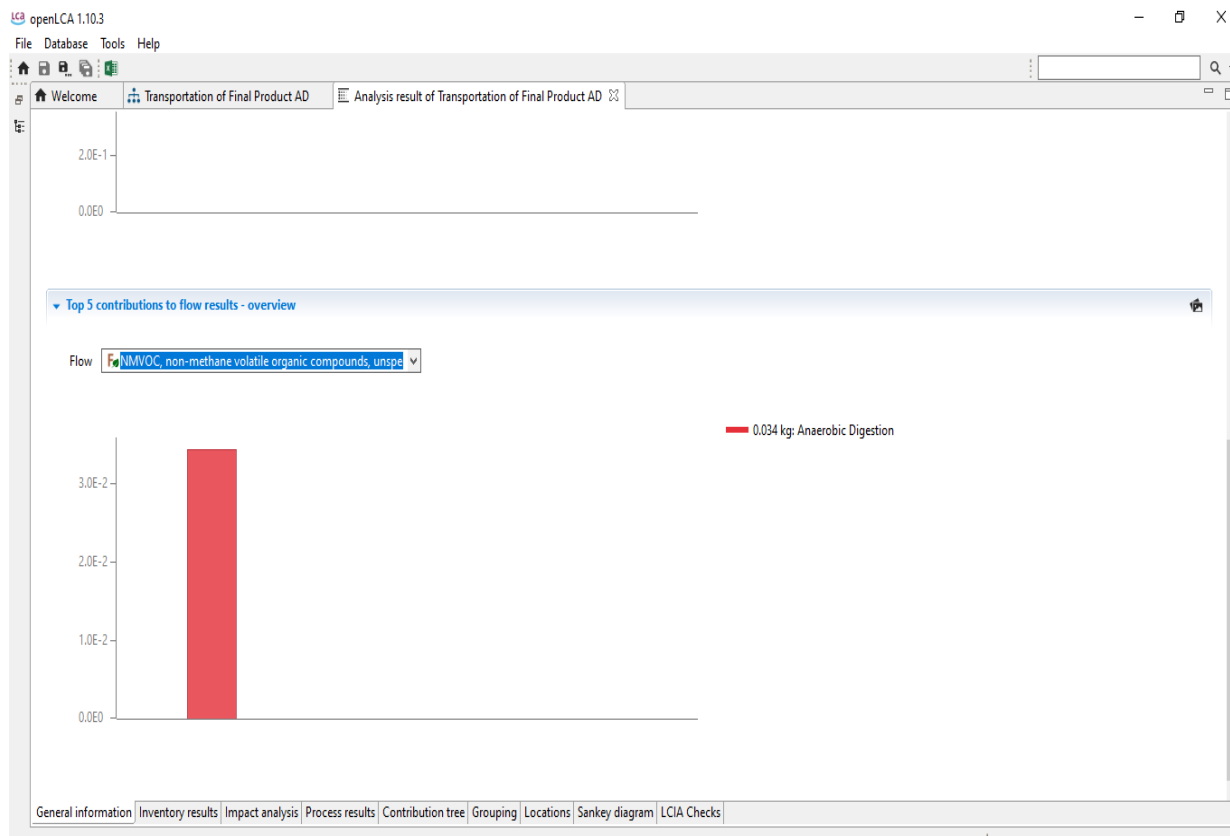 LCA openLCA 1.10.3
File Database Tools Help
Welcome Transportation of Final Product AD Analysis result of Transportation of Final Product AD
2.0E-1
0.0E0
Top 5 contributions to flow results - overview
Flow NMVOC, non-methane volatile organic compounds, unspe
0.034 kg: Anaerobic Digestion
3.0E-2
2.0E-2
1.0E-2
0.0E0
General information Inventory results Impact analysis Process results Contribution tree Grouping Locations Sankey diagram LCIA Checks